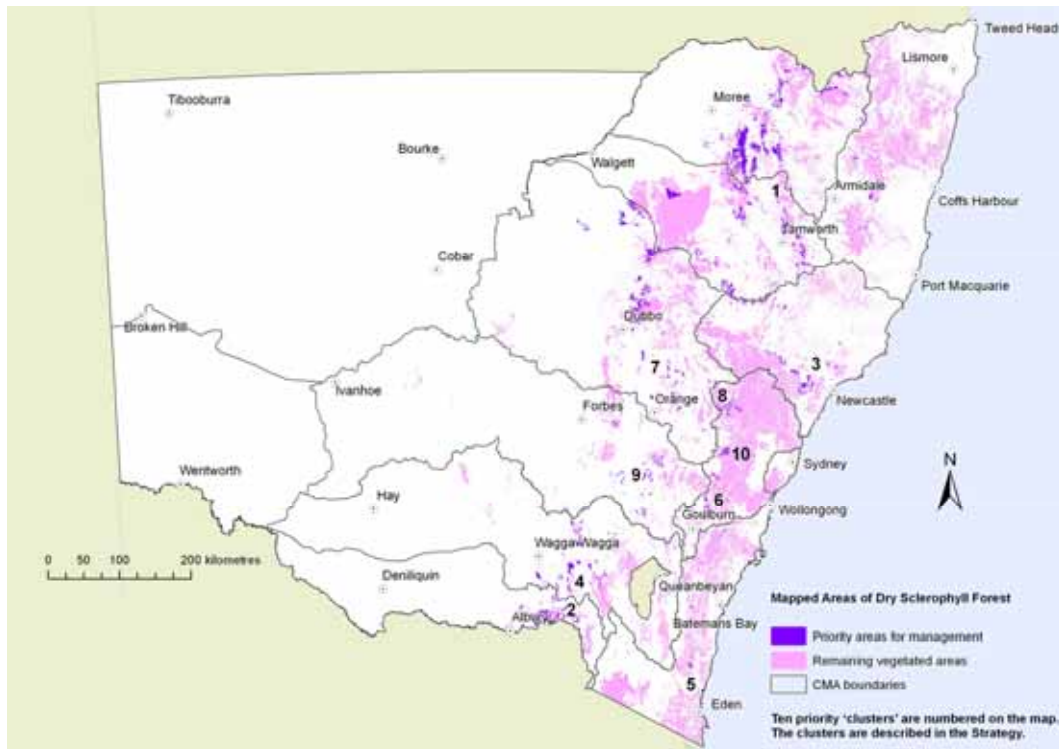 Tweed Head
Lismore
Tibooburra
Moree
Bourke
Walgett
1
Armidale
Coffs Harbour
Tamworth
Cobar
Port Macquarie
Broken Hill
Dubbo
7
3
Ivanhoe
Orange
8
Newcastle
Forbes
10
Sydney
Wentworth
9
N
Hay
6
Goulburn
Wollongong
0 50 100 200 kilometres
Wagga Wagga
Deniliquin
4
Queanbeyan
Albury
2
Batemans Bay
5
Eden
Mapped Areas of Dry Sclerophyll Forest
Priority areas for management
Remaining vegetated areas
CMA boundaries
Ten priority 'clusters' are numbered on the map.
The clusters are described in the Strategy.